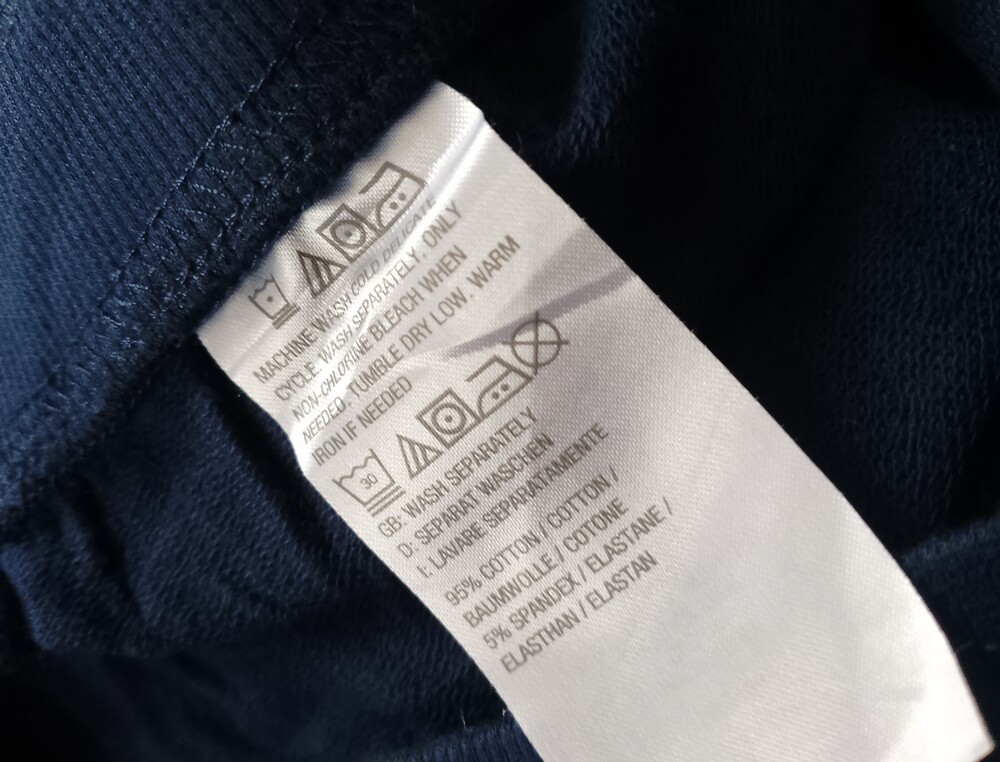 MACHINE WASH COLD DELICATE
CYCLE. WASH SEPARATELY. ONLY
NON-CHLORINE BLEACH WHEN
NEEDED. TUMBLE DRY LOW. WARM
IRON IF NEEDED
30
GB: WASH SEPARATELY
D: SEPARAT WASCHEN
I: LAVARE SEPARATAMENTE
95% COTTON / COTTON /
BAUMWOLLE / COTONE
5% SPANDEX / ELASTANE /
ELASTHAN / ELASTAN